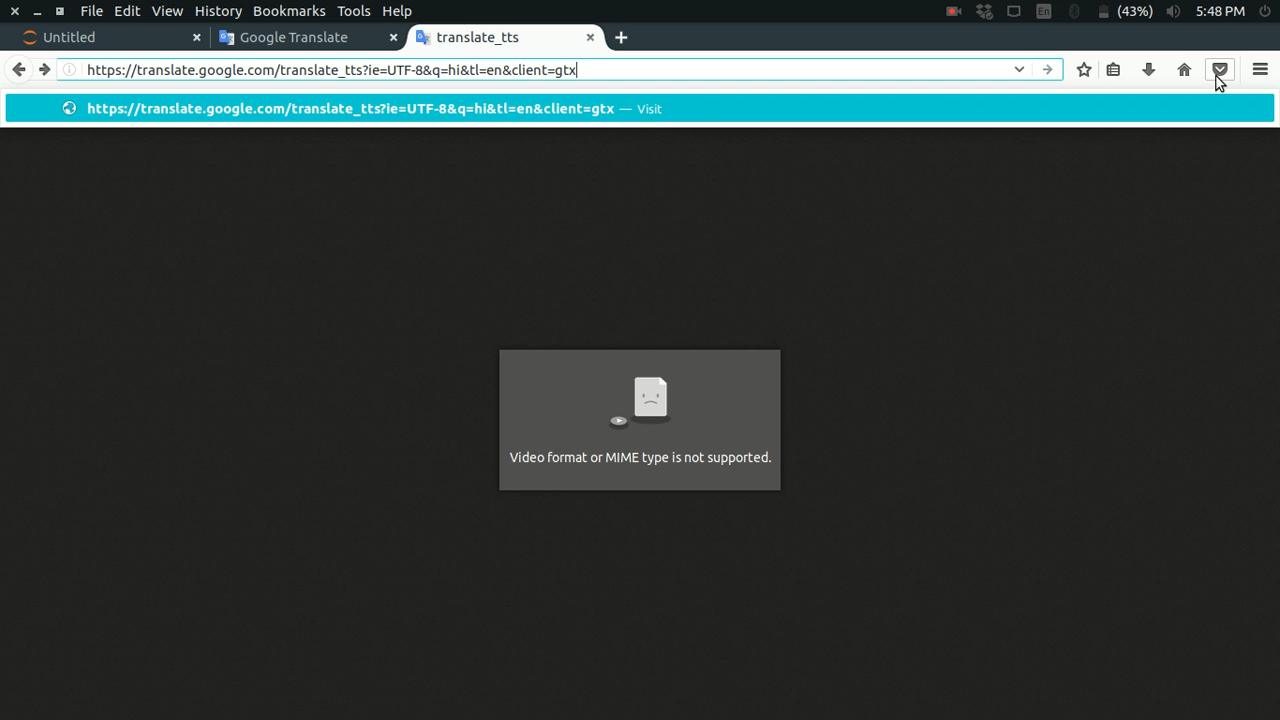 File Edit View History Bookmarks Tools Help En (43%) 5:48 PM
Untitled Google Translate translate_tts
https://translate.google.com/translate_tts?ie=UTF-8&q=hi&tl=en&client=gtx
https://translate.google.com/translate_tts?ie=UTF-8&q=hi&tl=en&client=gtx — Visit
Video format or MIME type is not supported.